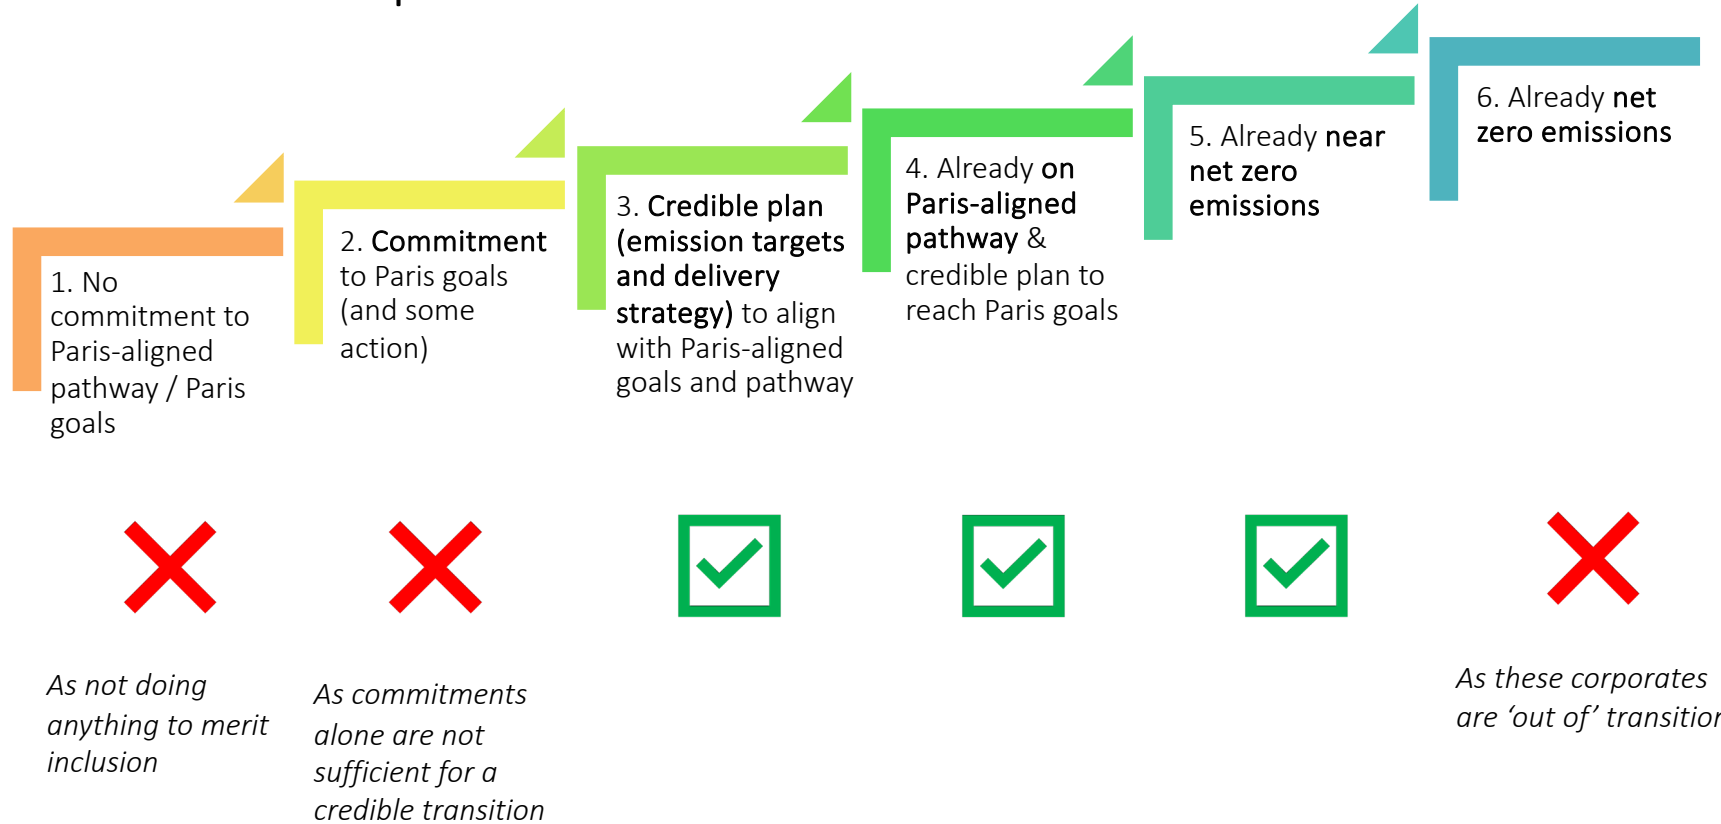 1. No
commitment to
Paris-aligned
pathway / Paris
goals
2. Commitment
to Paris goals
(and some
action)
3. Credible plan
(emission targets
and delivery
strategy) to align
with Paris-aligned
goals and pathway
4. Already on
Paris-aligned
pathway &
credible plan to
reach Paris goals
5. Already near
net zero
emissions
6. Already net
zero emissions
As not doing
anything to merit
inclusion
As commitments
alone are not
sufficient for a
credible transition
As these corporates
are ‘out of’ transition